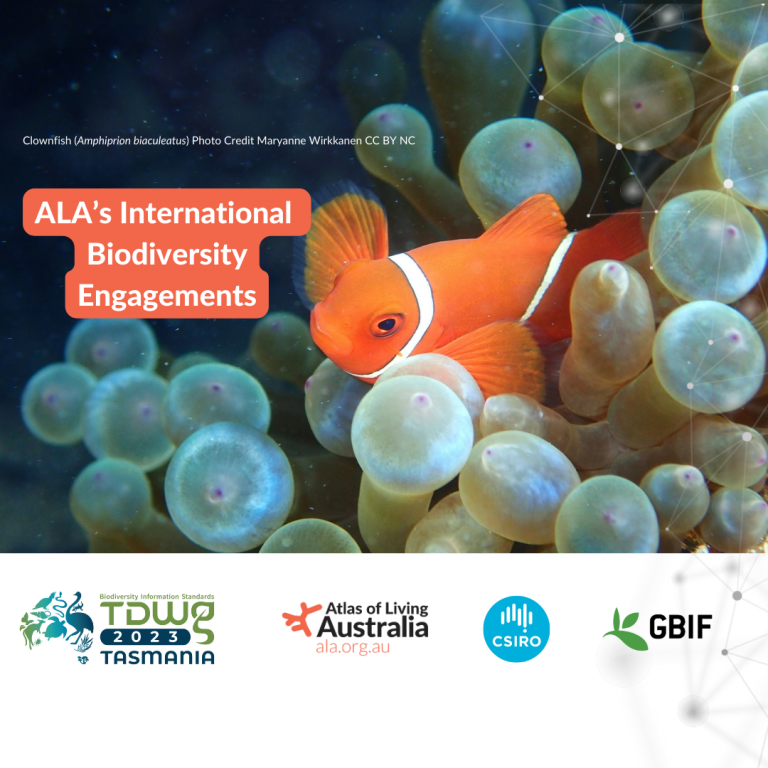 Clownfish (Amphiprion biaculeatus) Photo Credit Maryanne Wirkkanen CC BY NC
ALA’s International
Biodiversity
Engagements
Biodiversity Information Standards
TDWG
2023
TASMANIA
Atlas of Living
Australia
ala.org.au
CSIRO
GBIF